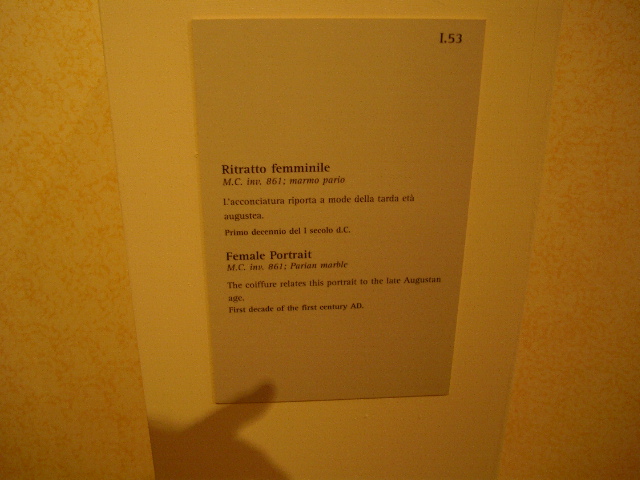 I.53
Ritratto femminile
M.C. inv. 861; marmo pario
L'acconciatura riporta a mode della tarda età
augustea.
Primo decennio del I secolo d.C.
Female Portrait
M.C. inv. 861; Parian marble
The coiffure relates this portrait to the late Augustan
age.
First decade of the first century AD.